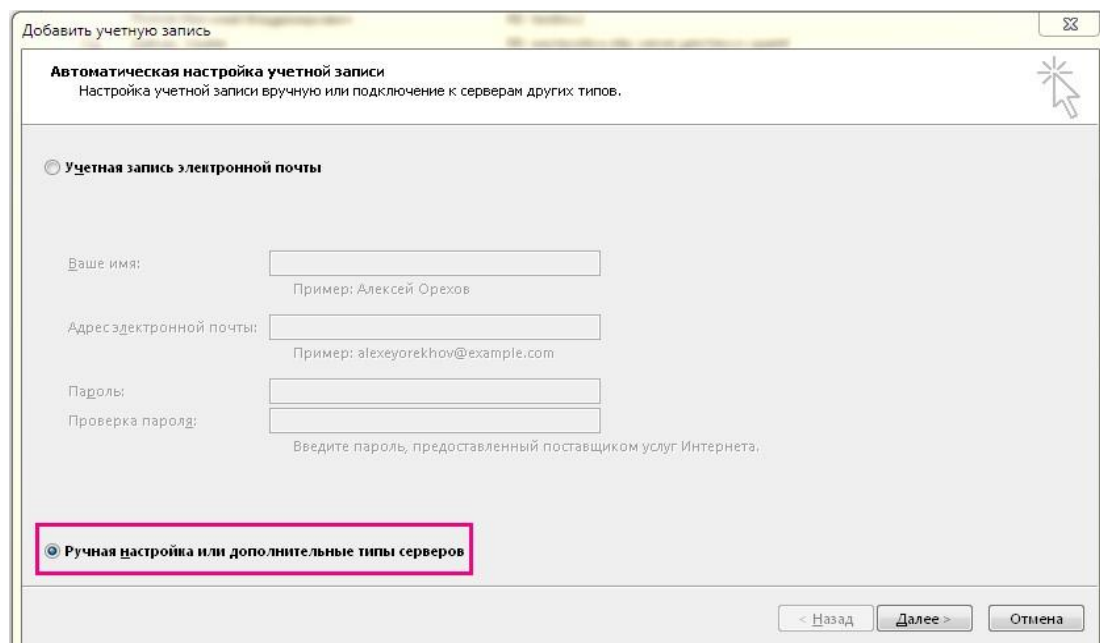 Добавить учетную запись
Автоматическая настройка учетной записи
Настройка учетной записи вручную или подключение к серверам других типов.
Учетная запись электронной почты
Ваше имя:
Пример: Алексей Орехов
Адрес электронной почты:
Пример: alexeyorekhov@example.com
Пароль:
Проверка пароля:
Введите пароль, предоставленный поставщиком услуг Интернета.
Ручная настройка или дополнительные типы серверов
< Назад Далее > Отмена